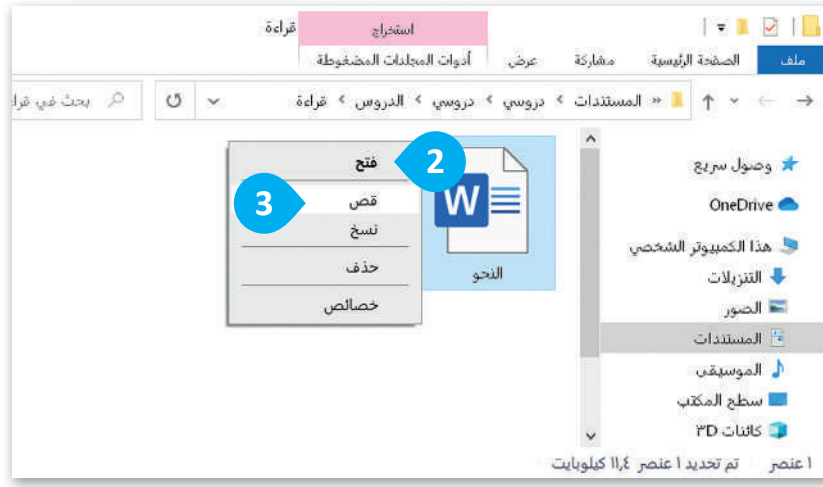 استخراج
قراءة
ملف
الصفحة الرئيسية
مشاركة
عرض
أدوات المجلدات المضغوطة
« المستندات > دروسي > دروسي > الدروس > قراءة
بحث في قرا
وصول سريع
OneDrive
هذا الكمبيوتر الشخصي
التنزيلات
الصور
المستندات
الموسيقى
سطح المكتب
كائنات ٣D
W
النحو
2
فتح
3
قص
نسخ
حذف
خصائص
١ عنصر
تم تحديد ١ عنصر ١١,٤ كيلوبايت